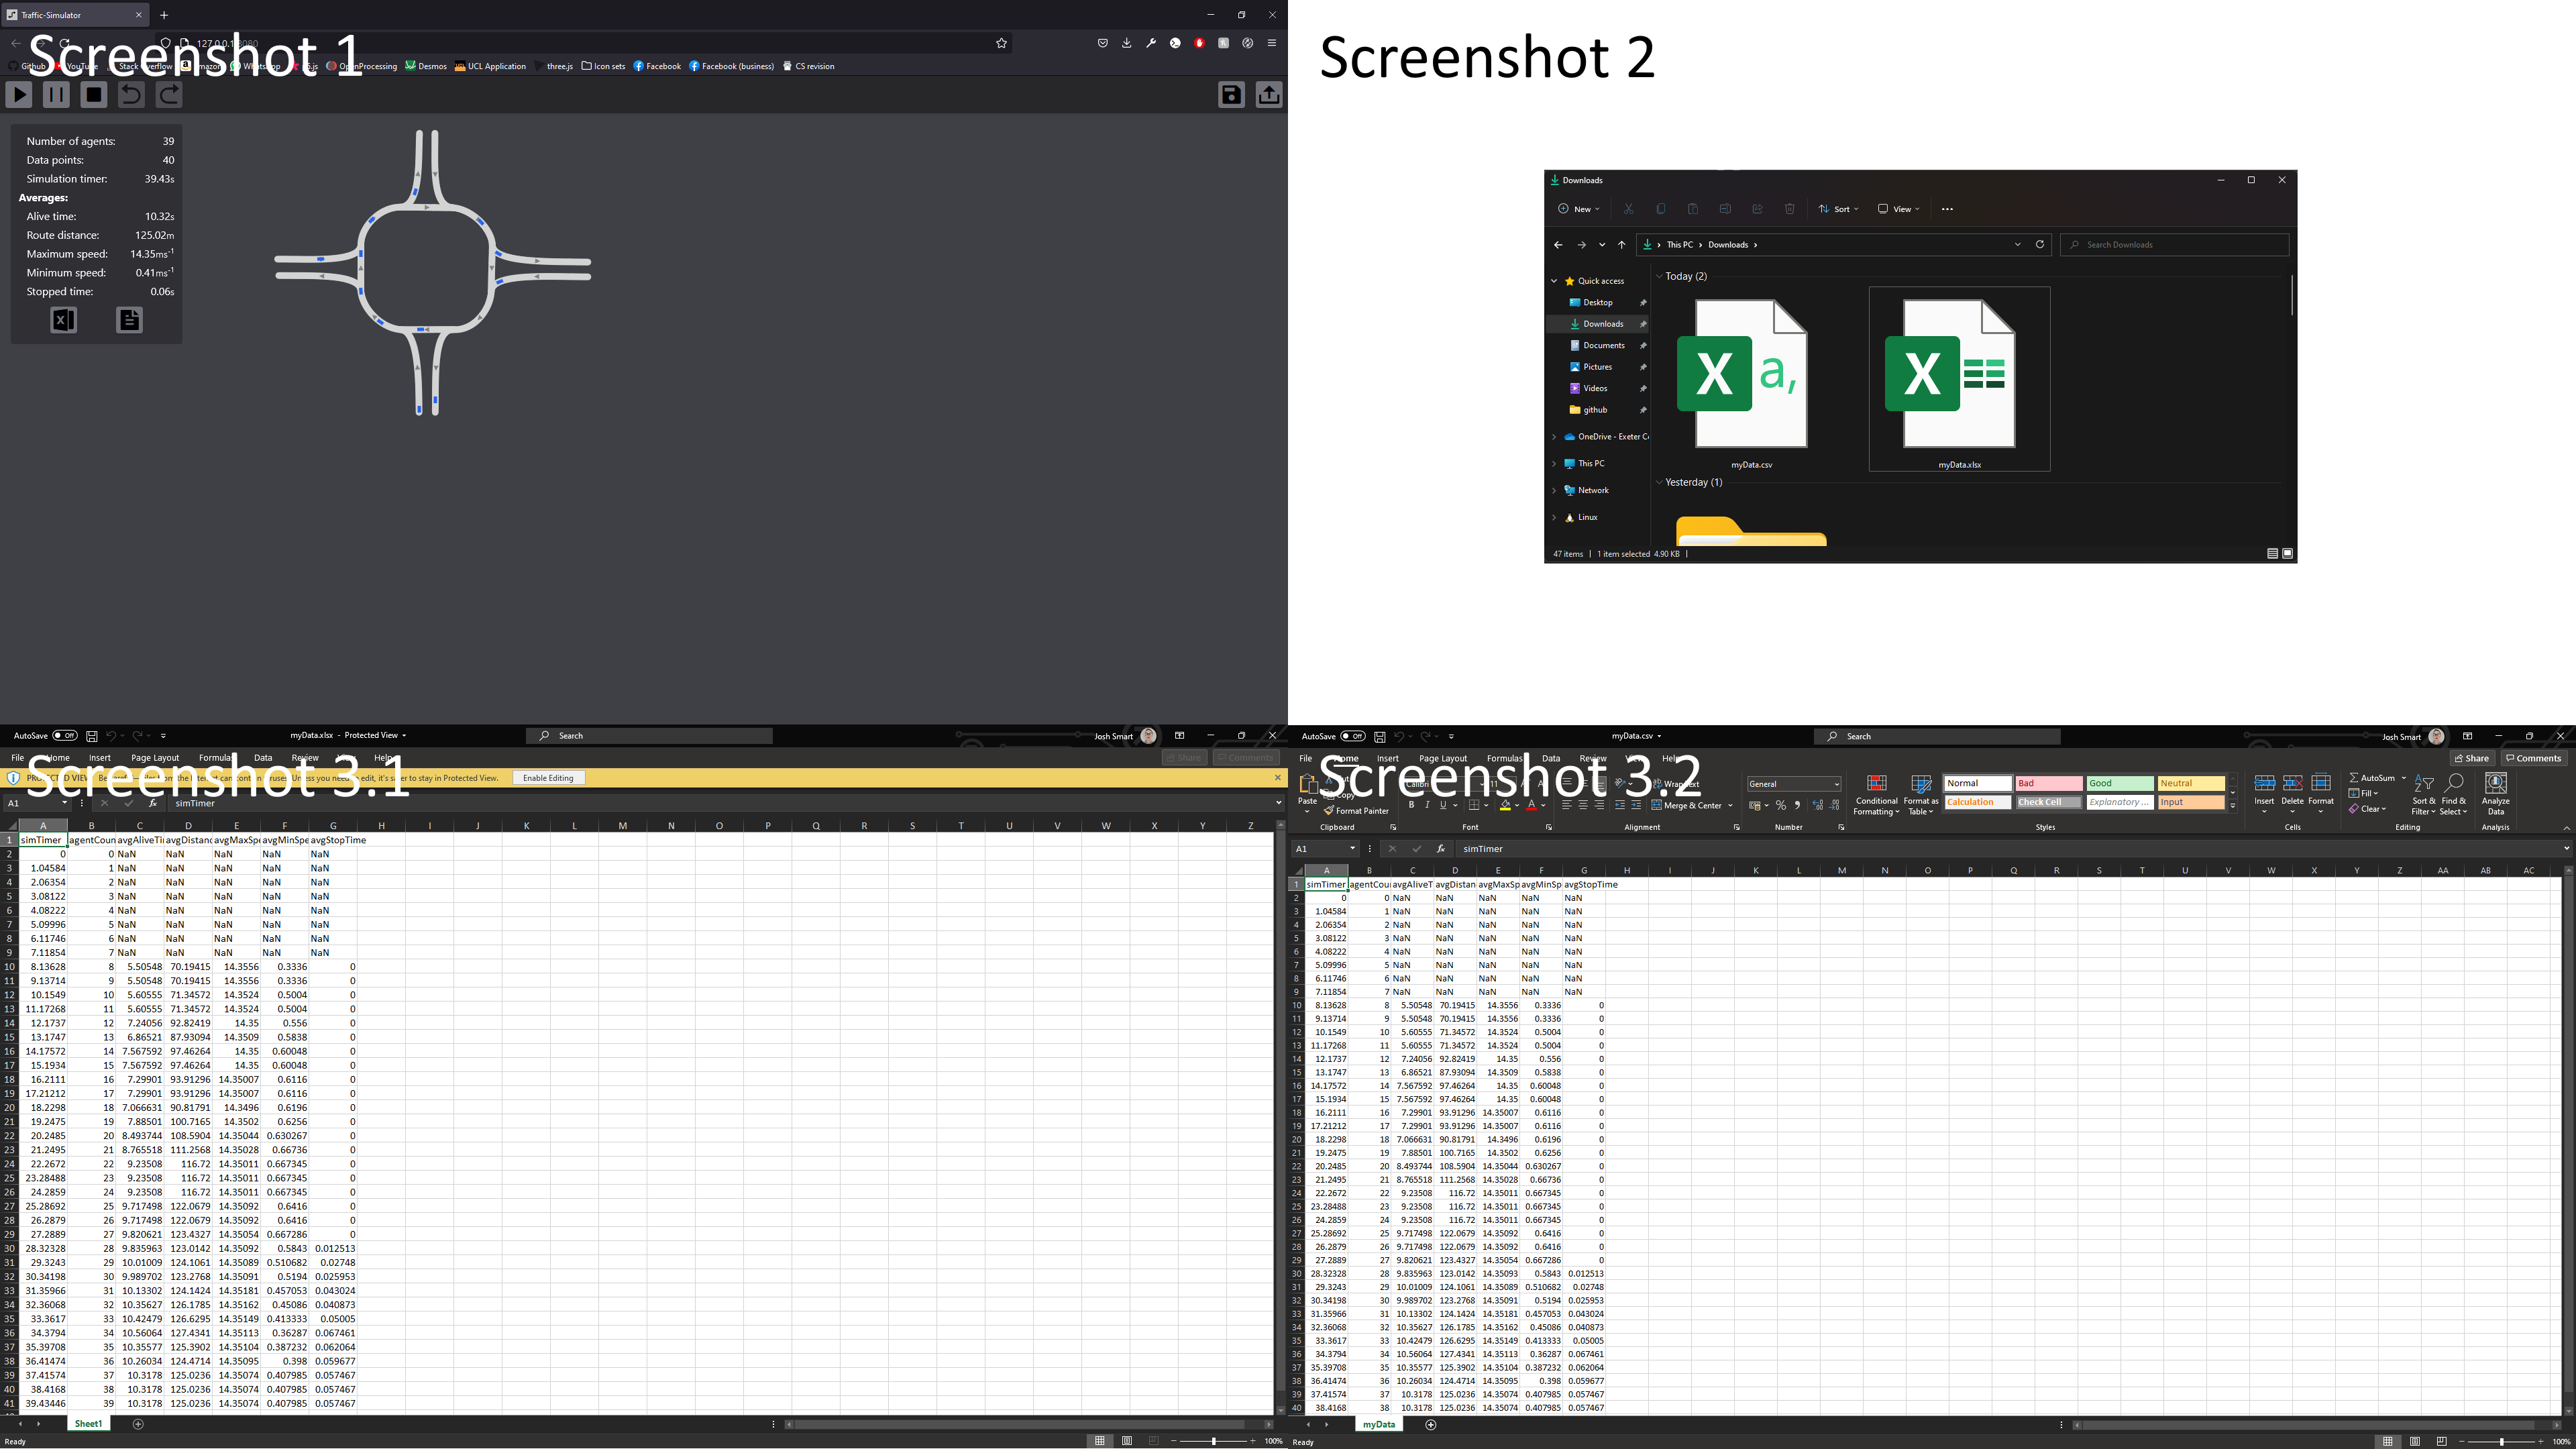 Traffic-Simulator
Screenshot 1
Github
OpenProcessing
Desmos
UCL Application
three.js
Icon sets
Facebook
Facebook (business)
CS revision
Number of agents: 39
Data points: 40
Simulation timer: 39.43s
Averages:
Alive time: 10.32s
Route distance: 125.02m
Maximum speed: 14.35ms-1
Minimum speed: 0.41ms-1
Stopped time: 0.06s
Screenshot 2
Downloads
New
Sort
View
This PC > Downloads >
Search Downloads
Quick access
Desktop
Downloads
Documents
Pictures
Videos
github
OneDrive - Exeter
This PC
Network
Linux
Today (2)
myData.csv
myData.xlsx
Yesterday (1)
47 items
1 item selected 4.90 KB
AutoSave Off
myData.xlsx - Protected View
Search
Josh Smart
Screenshot 3.1
File Home Insert Page Layout Formulas Data Review Help
Share Comments
Enable Editing
A1 fx simTimer
A B C D E F G H I J K L M N O P Q R S T U V W X Y Z
1 simTimer agentCoun avgAliveTi avgDistanc avgMaxSpe avgMinSpe avgStopTime
2 0 0 NaN NaN NaN NaN NaN
3 1.04584 1 NaN NaN NaN NaN NaN
4 2.06354 2 NaN NaN NaN NaN NaN
5 3.08122 3 NaN NaN NaN NaN NaN
6 4.08222 4 NaN NaN NaN NaN NaN
7 5.09996 5 NaN NaN NaN NaN NaN
8 6.11746 6 NaN NaN NaN NaN NaN
9 7.11854 7 NaN NaN NaN NaN NaN
10 8.13628 8 5.50548 70.19415 14.3556 0.3336 0
11 9.13714 9 5.50548 70.19415 14.3556 0.3336 0
12 10.1549 10 5.60555 71.34572 14.3524 0.5004 0
13 11.17268 11 5.60555 71.34572 14.3524 0.5004 0
14 12.1737 12 7.24056 92.82419 14.35 0.556 0
15 13.1747 13 6.86521 87.93094 14.3509 0.5838 0
16 14.17572 14 7.567592 97.46264 14.35 0.60048 0
17 15.1934 15 7.567592 97.46264 14.35 0.60048 0
18 16.2111 16 7.29901 93.91296 14.35007 0.6116 0
19 17.21212 17 7.29901 93.91296 14.35007 0.6116 0
20 18.2298 18 7.066631 90.81791 14.3496 0.6196 0
21 19.2475 19 7.88501 100.7165 14.3502 0.6256 0
22 20.2485 20 8.493744 108.5904 14.35044 0.630267 0
23 21.2495 21 8.765518 111.2568 14.35028 0.66736 0
24 22.2672 22 9.23508 116.72 14.35011 0.667345 0
25 23.28488 23 9.23508 116.72 14.35011 0.667345 0
26 24.2859 24 9.23508 116.72 14.35011 0.667345 0
27 25.28692 25 9.717498 122.0679 14.35092 0.6416 0
28 26.2879 26 9.717498 122.0679 14.35092 0.6416 0
29 27.2889 27 9.820621 123.4327 14.35054 0.667286 0
30 28.32328 28 9.835963 123.0142 14.35092 0.5843 0.012513
31 29.3243 29 10.01009 124.1061 14.35089 0.510682 0.02748
32 30.34198 30 9.989702 123.2768 14.35091 0.5194 0.025953
33 31.35966 31 10.13302 124.1424 14.35181 0.457053 0.043024
34 32.36068 32 10.35627 126.1785 14.35162 0.45086 0.040873
35 33.3617 33 10.42479 126.6295 14.35149 0.413333 0.05005
36 34.3794 34 10.56064 127.4341 14.35113 0.36287 0.067461
37 35.39708 35 10.35577 125.3902 14.35104 0.387232 0.062064
38 36.41474 36 10.26034 124.4714 14.35095 0.398 0.059677
39 37.41574 37 10.3178 125.0236 14.35074 0.407985 0.057467
40 38.4168 38 10.3178 125.0236 14.35074 0.407985 0.057467
41 39.43446 39 10.3178 125.0236 14.35074 0.407985 0.057467
Sheet1
Ready
100%
AutoSave Off
myData.csv
Search
Josh Smart
Screenshot 3.2
File Home Insert Page Layout Formulas Data Review
Share Comments
Paste
Copy
Format Painter
Clipboard
Font
Merge & Center
Alignment
General
Number
Conditional Formatting
Format as Table
Normal Bad Good Neutral
Calculation Check Cell Explanatory ... Input
Styles
Insert Delete Format
Cells
AutoSum
Fill
Clear
Sort & Filter
Find & Select
Editing
Analyze Data
Analysis
A1 fx simTimer
A B C D E F G H I J K L M N O P Q R S T U V W X Y Z AA AB AC
1 simTimer agentCou avgAliveT avgDistan avgMaxSp avgMinSp avgStopTime
2 0 0 NaN NaN NaN NaN NaN
3 1.04584 1 NaN NaN NaN NaN NaN
4 2.06354 2 NaN NaN NaN NaN NaN
5 3.08122 3 NaN NaN NaN NaN NaN
6 4.08222 4 NaN NaN NaN NaN NaN
7 5.09996 5 NaN NaN NaN NaN NaN
8 6.11746 6 NaN NaN NaN NaN NaN
9 7.11854 7 NaN NaN NaN NaN NaN
10 8.13628 8 5.50548 70.19415 14.3556 0.3336 0
11 9.13714 9 5.50548 70.19415 14.3556 0.3336 0
12 10.1549 10 5.60555 71.34572 14.3524 0.5004 0
13 11.17268 11 5.60555 71.34572 14.3524 0.5004 0
14 12.1737 12 7.24056 92.82419 14.35 0.556 0
15 13.1747 13 6.86521 87.93094 14.3509 0.5838 0
16 14.17572 14 7.567592 97.46264 14.35 0.60048 0
17 15.1934 15 7.567592 97.46264 14.35 0.60048 0
18 16.2111 16 7.29901 93.91296 14.35007 0.6116 0
19 17.21212 17 7.29901 93.91296 14.35007 0.6116 0
20 18.2298 18 7.066631 90.81791 14.3496 0.6196 0
21 19.2475 19 7.88501 100.7165 14.3502 0.6256 0
22 20.2485 20 8.493744 108.5904 14.35044 0.630267 0
23 21.2495 21 8.765518 111.2568 14.35028 0.66736 0
24 22.2672 22 9.23508 116.72 14.35011 0.667345 0
25 23.28488 23 9.23508 116.72 14.35011 0.667345 0
26 24.2859 24 9.23508 116.72 14.35011 0.667345 0
27 25.28692 25 9.717498 122.0679 14.35092 0.6416 0
28 26.2879 26 9.717498 122.0679 14.35092 0.6416 0
29 27.2889 27 9.820621 123.4327 14.35054 0.667286 0
30 28.32328 28 9.835963 123.0142 14.35093 0.5843 0.012513
31 29.3243 29 10.01009 124.1061 14.35089 0.510682 0.02748
32 30.34198 30 9.989702 123.2768 14.35091 0.5194 0.025953
33 31.35966 31 10.13302 124.1424 14.35181 0.457053 0.043024
34 32.36068 32 10.35627 126.1785 14.35162 0.45086 0.040873
35 33.3617 33 10.42479 126.6295 14.35149 0.413333 0.05005
36 34.3794 34 10.56064 127.4341 14.35113 0.36287 0.067461
37 35.39708 35 10.35577 125.3902 14.35104 0.387232 0.062064
38 36.41474 36 10.26034 124.4714 14.35095 0.398 0.059677
39 37.41574 37 10.3178 125.0236 14.35074 0.407985 0.057467
40 38.4168 38 10.3178 125.0236 14.35074 0.407985 0.057467
myData
Ready
100%